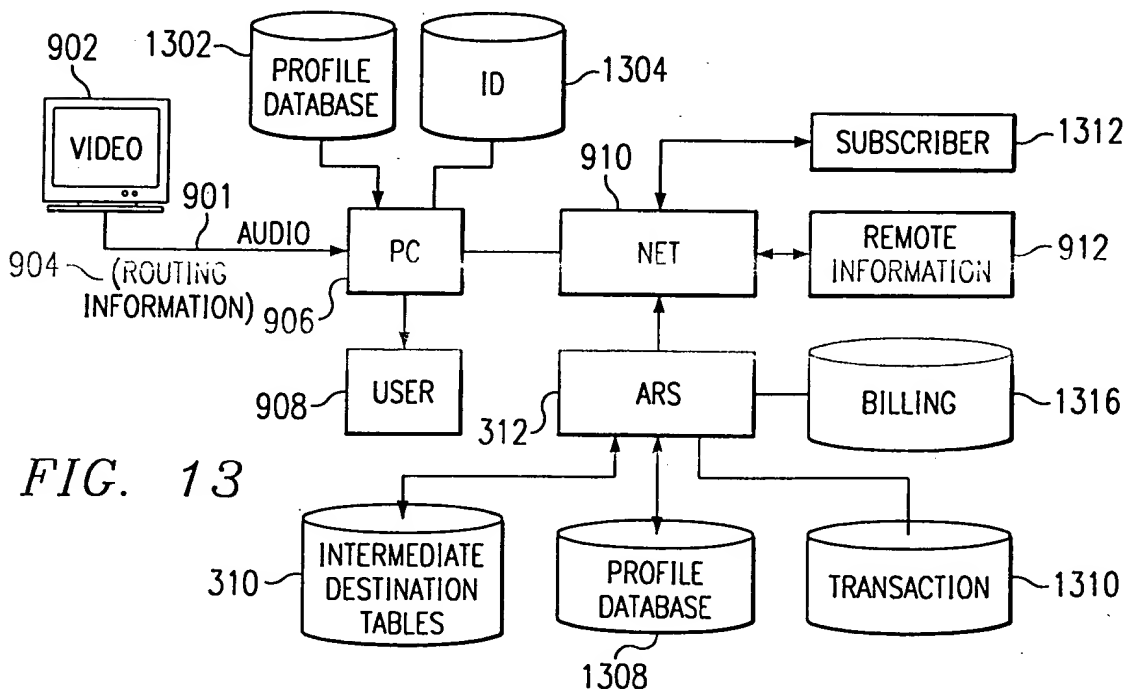 1302
902
PROFILE
DATABASE
ID
1304
VIDEO
901
910
SUBSCRIBER
1312
AUDIO
PC
NET
REMOTE
INFORMATION
912
904
(ROUTING
INFORMATION)
906
USER
908
ARS
312
BILLING
1316
FIG. 13
310
INTERMEDIATE
DESTINATION
TABLES
PROFILE
DATABASE
1308
TRANSACTION
1310